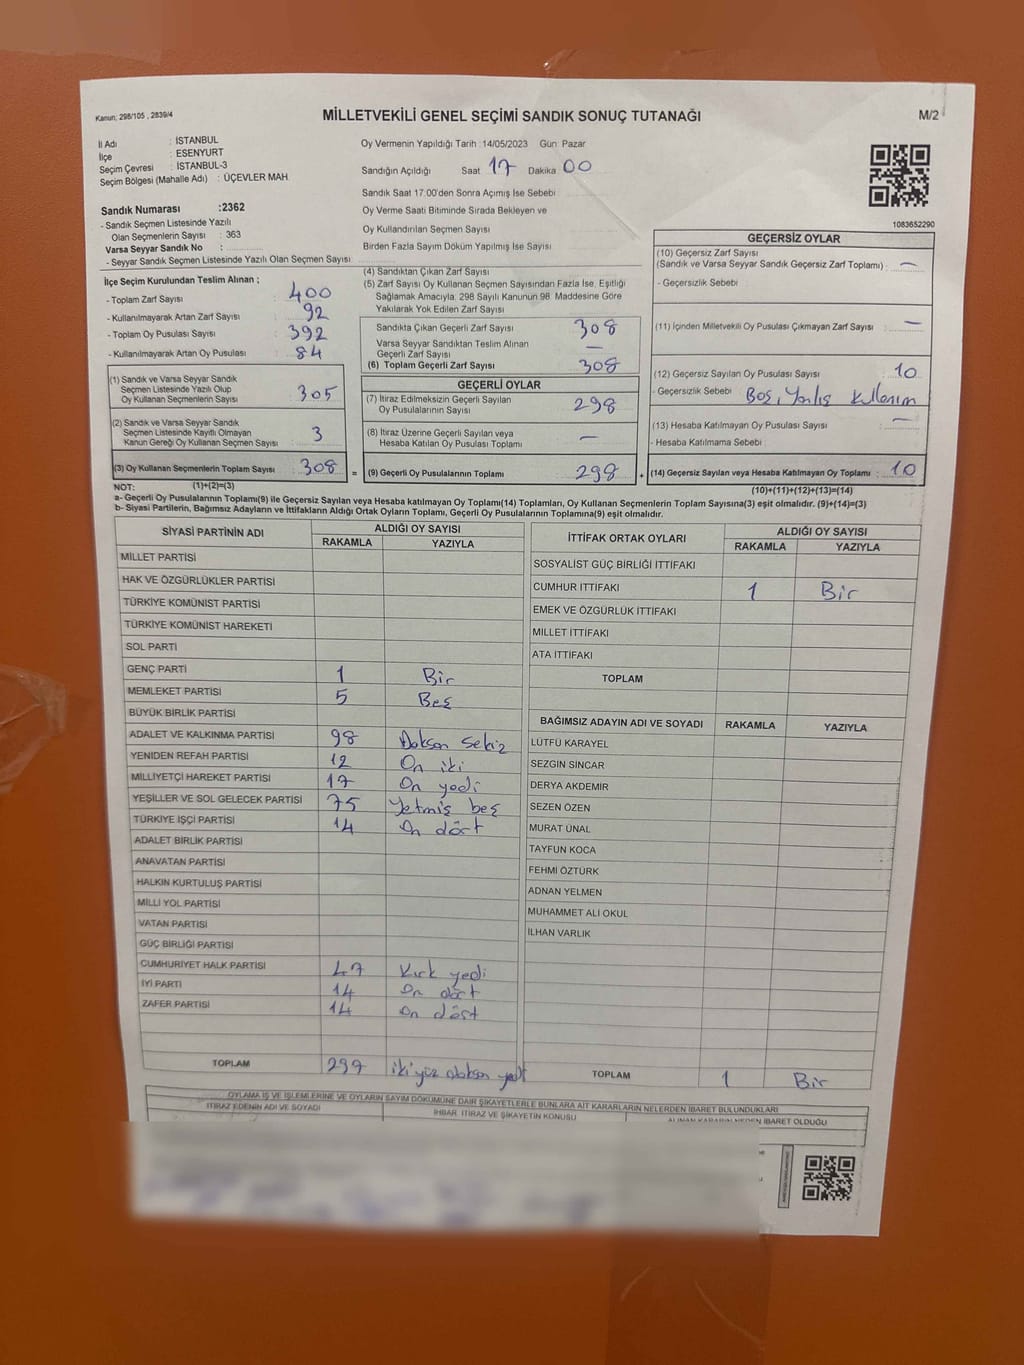 Kanun; 298/105 , 2839/4
MİLLETVEKİLİ GENEL SEÇİMİ SANDIK SONUÇ TUTANAĞI
M/2
İl Adı : İSTANBUL
İlçe : ESENYURT
Seçim Çevresi : İSTANBUL-3
Seçim Bölgesi (Mahalle Adı) : ÜÇEVLER MAH.
Sandık Numarası :2362
- Sandık Seçmen Listesinde Yazılı
Olan Seçmenlerin Sayısı : 363
Varsa Seyyar Sandık No :
- Seyyar Sandık Seçmen Listesinde Yazılı Olan Seçmen Sayısı :
Oy Vermenin Yapıldığı Tarih :14/05/2023 Gün: Pazar
Sandığın Açıldığı Saat 17 Dakika 00
Sandık Saat 17.00'den Sonra Açımış İse Sebebi
Oy Verme Saati Bitiminde Sırada Bekleyen ve
Oy Kullandırılan Seçmen Sayısı
Birden Fazla Sayım Döküm Yapılmış İse Sayısı
1083652290
İlçe Seçim Kurulundan Teslim Alınan ;
- Toplam Zarf Sayısı : 400
- Kullanılmayarak Artan Zarf Sayısı : 92
- Toplam Oy Pusulası Sayısı : 392
- Kullanılmayarak Artan Oy Pusulası : 84
(1) Sandık ve Varsa Seyyar Sandık
Seçmen Listesinde Yazılı Olup
Oy Kullanan Seçmenlerin Sayısı : 305
(2) Sandık ve Varsa Seyyar Sandık
Seçmen Listesinde Kayıtlı Olmayan
Kanun Gereği Oy Kullanan Seçmen Sayısı : 3
(3) Oy Kullanan Seçmenlerin Toplam Sayısı : 308
(4) Sandıktan Çıkan Zarf Sayısı
(5) Zarf Sayısı Oy Kullanan Seçmen Sayısından Fazla İse, Eşitliği
Sağlamak Amacıyla; 298 Sayılı Kanunun 98. Maddesine Göre
Yakılarak Yok Edilen Zarf Sayısı
Sandıkta Çıkan Geçerli Zarf Sayısı 308
Varsa Seyyar Sandıktan Teslim Alınan
Geçerli Zarf Sayısı —
(6) Toplam Geçerli Zarf Sayısı 308
GEÇERLİ OYLAR
(7) İtiraz Edilmeksizin Geçerli Sayılan
Oy Pusulalarının Sayısı 298
(8) İtiraz Üzerine Geçerli Sayılan veya
Hesaba Katılan Oy Pusulası Toplamı —
= (9) Geçerli Oy Pusulalarının Toplamı 298 +
GEÇERSİZ OYLAR
(10) Geçersiz Zarf Sayısı
(Sandık ve Varsa Seyyar Sandık Geçersiz Zarf Toplamı) : —
- Geçersizlik Sebebi :
(11) İçinden Milletvekili Oy Pusulası Çıkmayan Zarf Sayısı : —
(12) Geçersiz Sayılan Oy Pusulası Sayısı : 10
- Geçersizlik Sebebi : Boş, Yanlış Kullanım
(13) Hesaba Katılmayan Oy Pusulası Sayısı : —
- Hesaba Katılmama Sebebi :
(14) Geçersiz Sayılan veya Hesaba Katılmayan Oy Toplamı : 10
NOT: (1)+(2)=(3)
(10)+(11)+(12)+(13)=(14)
a- Geçerli Oy Pusulalarının Toplamı(9) ile Geçersiz Sayılan veya Hesaba katılmayan Oy Toplamı(14) Toplamları, Oy Kullanan Seçmenlerin Toplam Sayısına(3) eşit olmalıdır. (9)+(14)=(3)
b- Siyasi Partilerin, Bağımsız Adayların ve İttifakların Aldığı Oyların Toplamı, Geçerli Oy Pusulalarının Toplamına(9) eşit olmalıdır.
SİYASİ PARTİNİN ADI
ALDIĞI OY SAYISI
RAKAMLA YAZIYLA
MİLLET PARTİSİ
HAK VE ÖZGÜRLÜKLER PARTİSİ
TÜRKİYE KOMÜNİST PARTİSİ
TÜRKİYE KOMÜNİST HAREKETİ
SOL PARTİ
GENÇ PARTİ 1 Bir
MEMLEKET PARTİSİ 5 Beş
BÜYÜK BİRLİK PARTİSİ
ADALET VE KALKINMA PARTİSİ 98 Doksan sekiz
YENİDEN REFAH PARTİSİ 12 On iki
MİLLİYETÇİ HAREKET PARTİSİ 17 On yedi
YEŞİLLER VE SOL GELECEK PARTİSİ 75 Yetmiş beş
TÜRKİYE İŞÇİ PARTİSİ 14 On dört
ADALET BİRLİK PARTİSİ
ANAVATAN PARTİSİ
HALKIN KURTULUŞ PARTİSİ
MİLLİ YOL PARTİSİ
VATAN PARTİSİ
GÜÇ BİRLİĞİ PARTİSİ
CUMHURİYET HALK PARTİSİ 47 Kırk yedi
İYİ PARTİ 14 On dört
ZAFER PARTİSİ 14 On dört
TOPLAM 297 iki yüz doksan yedi
İTTİFAK ORTAK OYLARI
ALDIĞI OY SAYISI
RAKAMLA YAZIYLA
SOSYALİST GÜÇ BİRLİĞİ İTTİFAKI
CUMHUR İTTİFAKI 1 Bir
EMEK VE ÖZGÜRLÜK İTTİFAKI
MİLLET İTTİFAKI
ATA İTTİFAKI
TOPLAM
BAĞIMSIZ ADAYIN ADI VE SOYADI RAKAMLA YAZIYLA
LÜTFÜ KARAYEL
SEZGİN SİNCAR
DERYA AKDEMİR
SEZEN ÖZEN
MURAT ÜNAL
TAYFUN KOCA
FEHMİ ÖZTÜRK
ADNAN YELMEN
MUHAMMET ALİ OKUL
İLHAN VARLIK
TOPLAM 1 Bir
OYLAMA İŞ VE İŞLEMLERİNE VE OYLARIN SAYIM DÖKÜMÜNE DAİR ŞİKAYETLERLE BUNLARA AİT KARARLARIN NELERDEN İBARET BULUNDUKLARI
İTİRAZ EDENİN ADI VE SOYADI
İHBAR, İTİRAZ VE ŞİKAYETİN KONUSU
ALINAN KARARIN NEDEN İBARET OLDUĞU